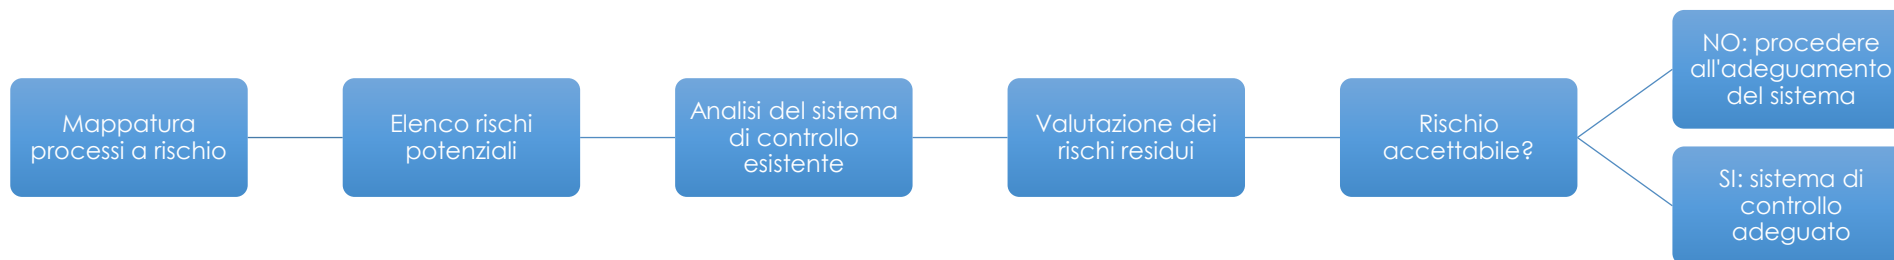 Mappatura
processi a rischio
Elenco rischi
potenziali
Analisi del sistema
di controllo
esistente
Valutazione dei
rischi residui
Rischio
accettabile?
NO: procedere
all'adeguamento
del sistema
SI: sistema di
controllo
adeguato